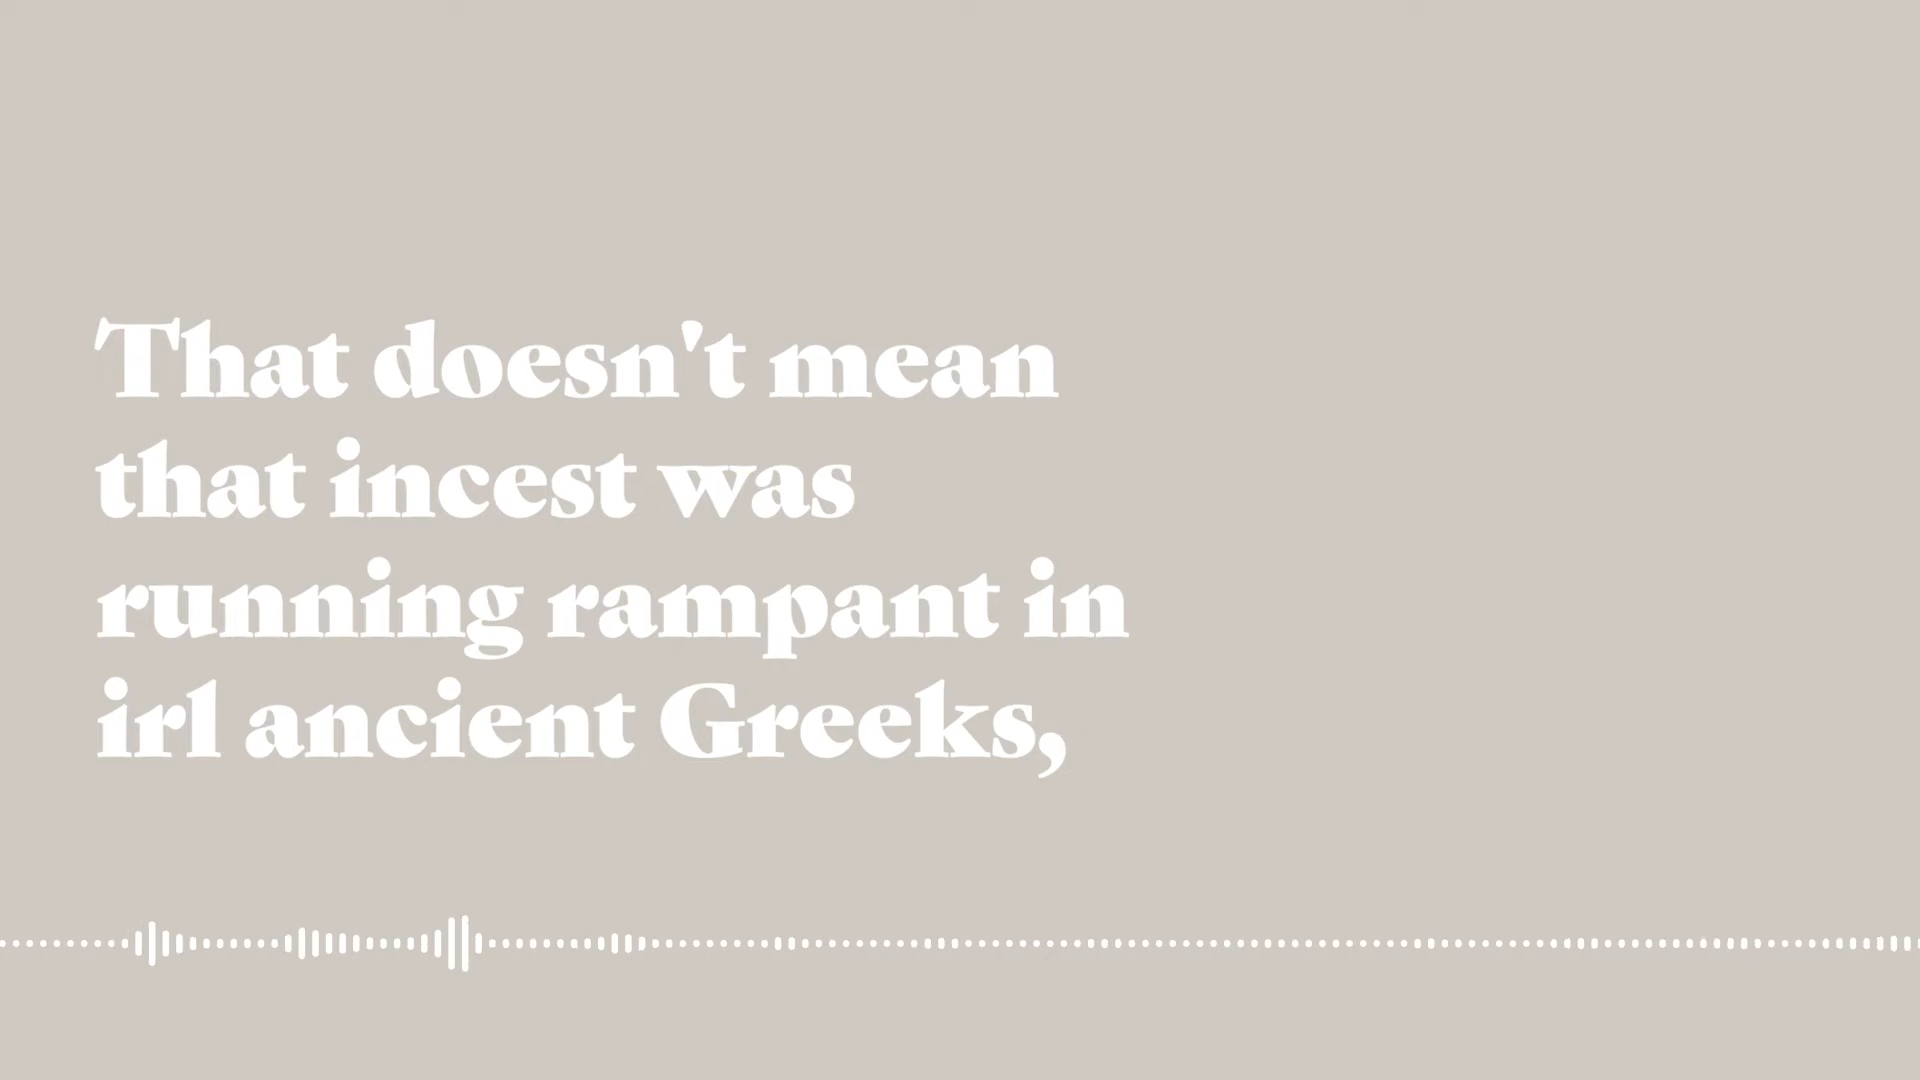 That doesn't mean
that incest was
running rampant in
irl ancient Greeks,